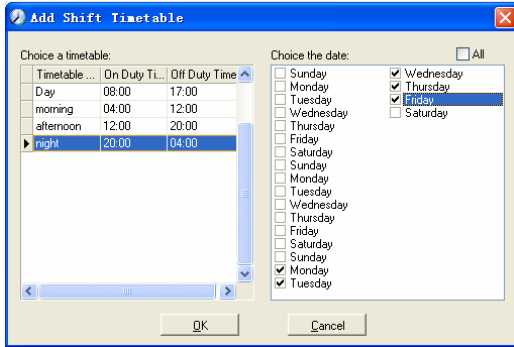 Add Shift Timetable
Choice a timetable:
Timetable ... On Duty Ti... Off Duty Time
Day 08:00 17:00
morning 04:00 12:00
afternoon 12:00 20:00
night 20:00 04:00
Choice the date:
All
Sunday
Monday
Tuesday
Wednesday
Thursday
Friday
Saturday
Sunday
Monday
Tuesday
Wednesday
Thursday
Friday
Saturday
Sunday
Monday
Tuesday
Wednesday
Thursday
Friday
Saturday
OK
Cancel